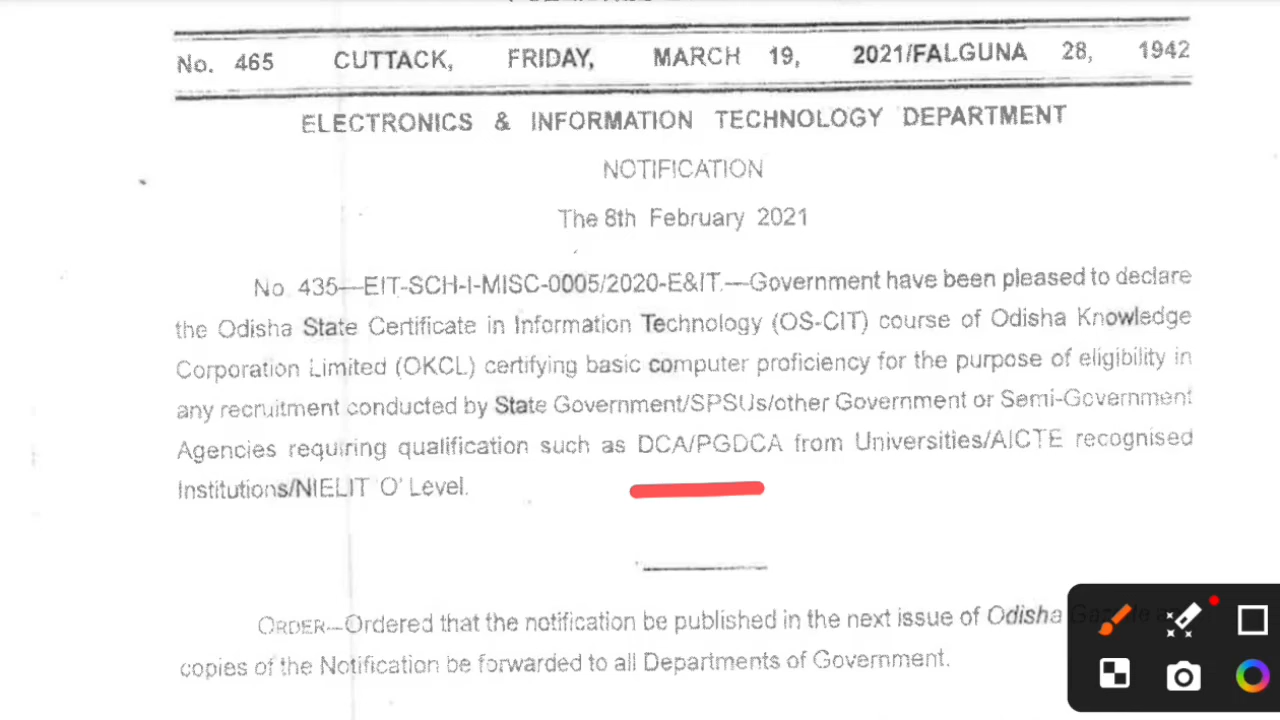 No. 465 CUTTACK, FRIDAY, MARCH 19, 2021/FALGUNA 28, 1942
ELECTRONICS & INFORMATION TECHNOLOGY DEPARTMENT
NOTIFICATION
The 8th February 2021
No. 435—EIT-SCH-I-MISC-0005/2020-E&IT.—Government have been pleased to declare
the Odisha State Certificate in Information Technology (OS-CIT) course of Odisha Knowledge
Corporation Limited (OKCL) certifying basic computer proficiency for the purpose of eligibility in
any recruitment conducted by State Government/SPSUs/other Government or Semi-Government
Agencies requiring qualification such as DCA/PGDCA from Universities/AICTE recognised
Institutions/NIELIT O' Level.
ORDER—Ordered that the notification be published in the next issue of Odisha
copies of the Notification be forwarded to all Departments of Government.